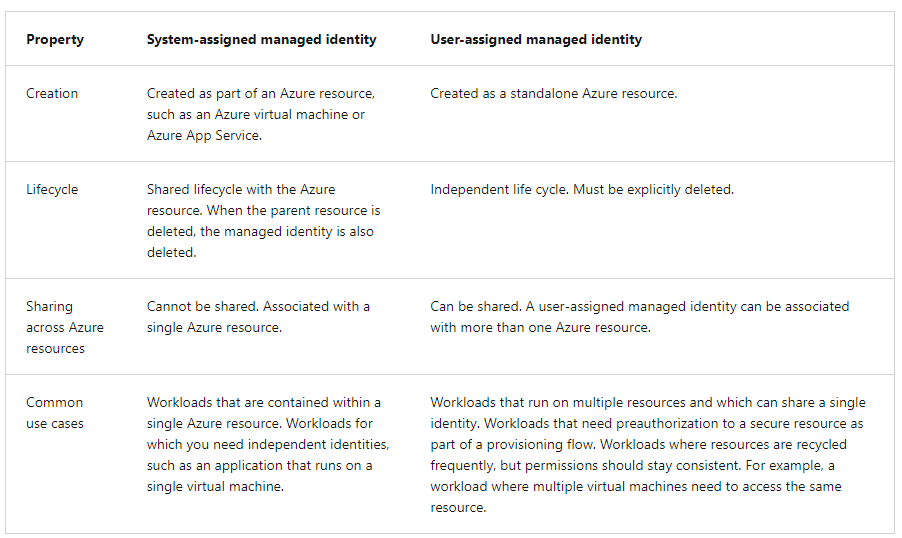 Property
System-assigned managed identity
User-assigned managed identity
Creation
Created as part of an Azure resource,
such as an Azure virtual machine or
Azure App Service.
Created as a standalone Azure resource.
Lifecycle
Shared lifecycle with the Azure
resource. When the parent resource is
deleted, the managed identity is also
deleted.
Independent life cycle. Must be explicitly deleted.
Sharing
across Azure
resources
Cannot be shared. Associated with a
single Azure resource.
Can be shared. A user-assigned managed identity can be associated
with more than one Azure resource.
Common
use cases
Workloads that are contained within a
single Azure resource. Workloads for
which you need independent identities,
such as an application that runs on a
single virtual machine.
Workloads that run on multiple resources and which can share a single
identity. Workloads that need preauthorization to a secure resource as
part of a provisioning flow. Workloads where resources are recycled
frequently, but permissions should stay consistent. For example, a
workload where multiple virtual machines need to access the same
resource.